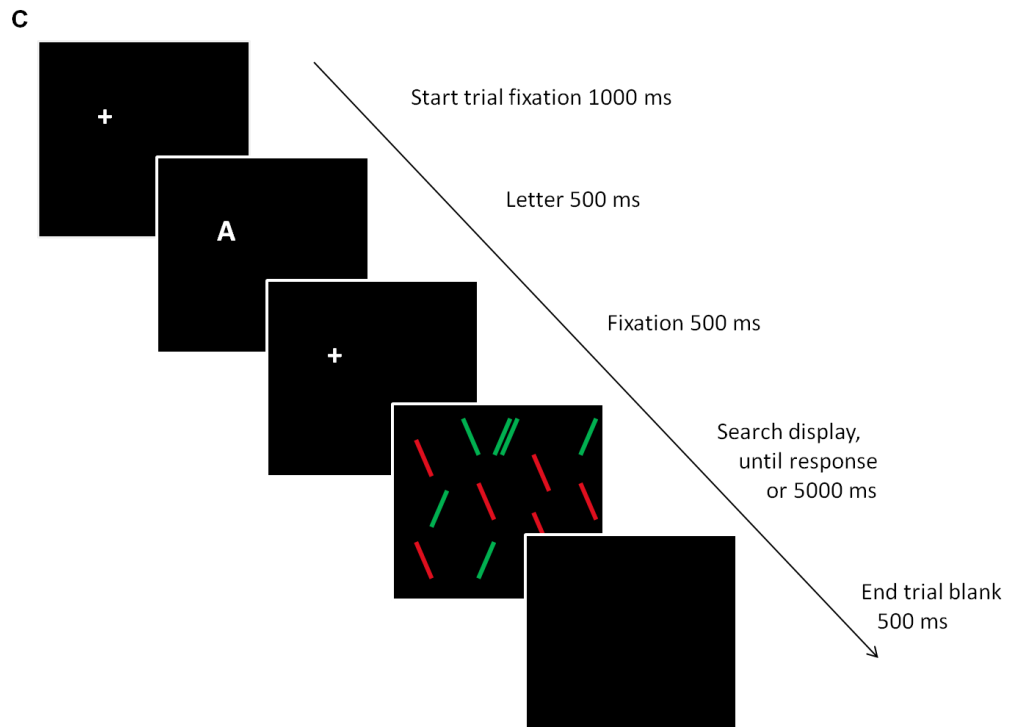 C
+
Start trial fixation 1000 ms
A
Letter 500 ms
+
Fixation 500 ms
Search display,
until response
or 5000 ms
End trial blank
500 ms